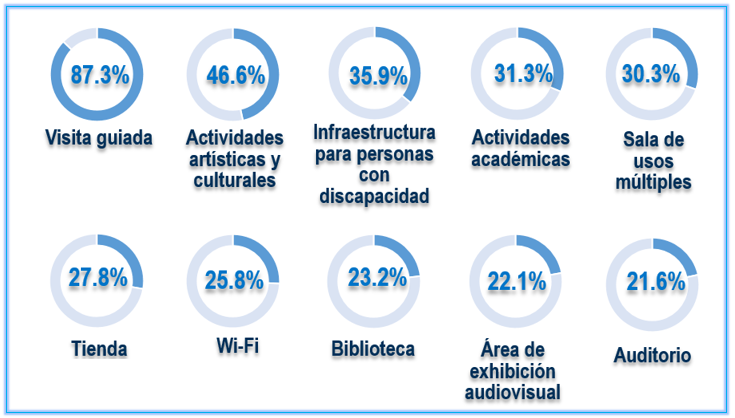 87.3%
Visita guiada
46.6%
Actividades
artísticas y
culturales
35.9%
Infraestructura
para personas
con
discapacidad
31.3%
Actividades
académicas
30.3%
Sala de
usos
múltiples
27.8%
Tienda
25.8%
Wi-Fi
23.2%
Biblioteca
22.1%
Área de
exhibición
audiovisual
21.6%
Auditorio